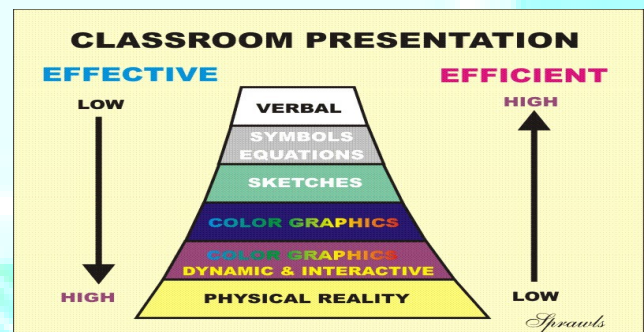 CLASSROOM PRESENTATION
EFFECTIVE
EFFICIENT
LOW
HIGH
VERBAL
SYMBOLS
EQUATIONS
SKETCHES
COLOR GRAPHICS
COLOR GRAPHICS
DYNAMIC & INTERACTIVE
HIGH
PHYSICAL REALITY
LOW
Sprawls